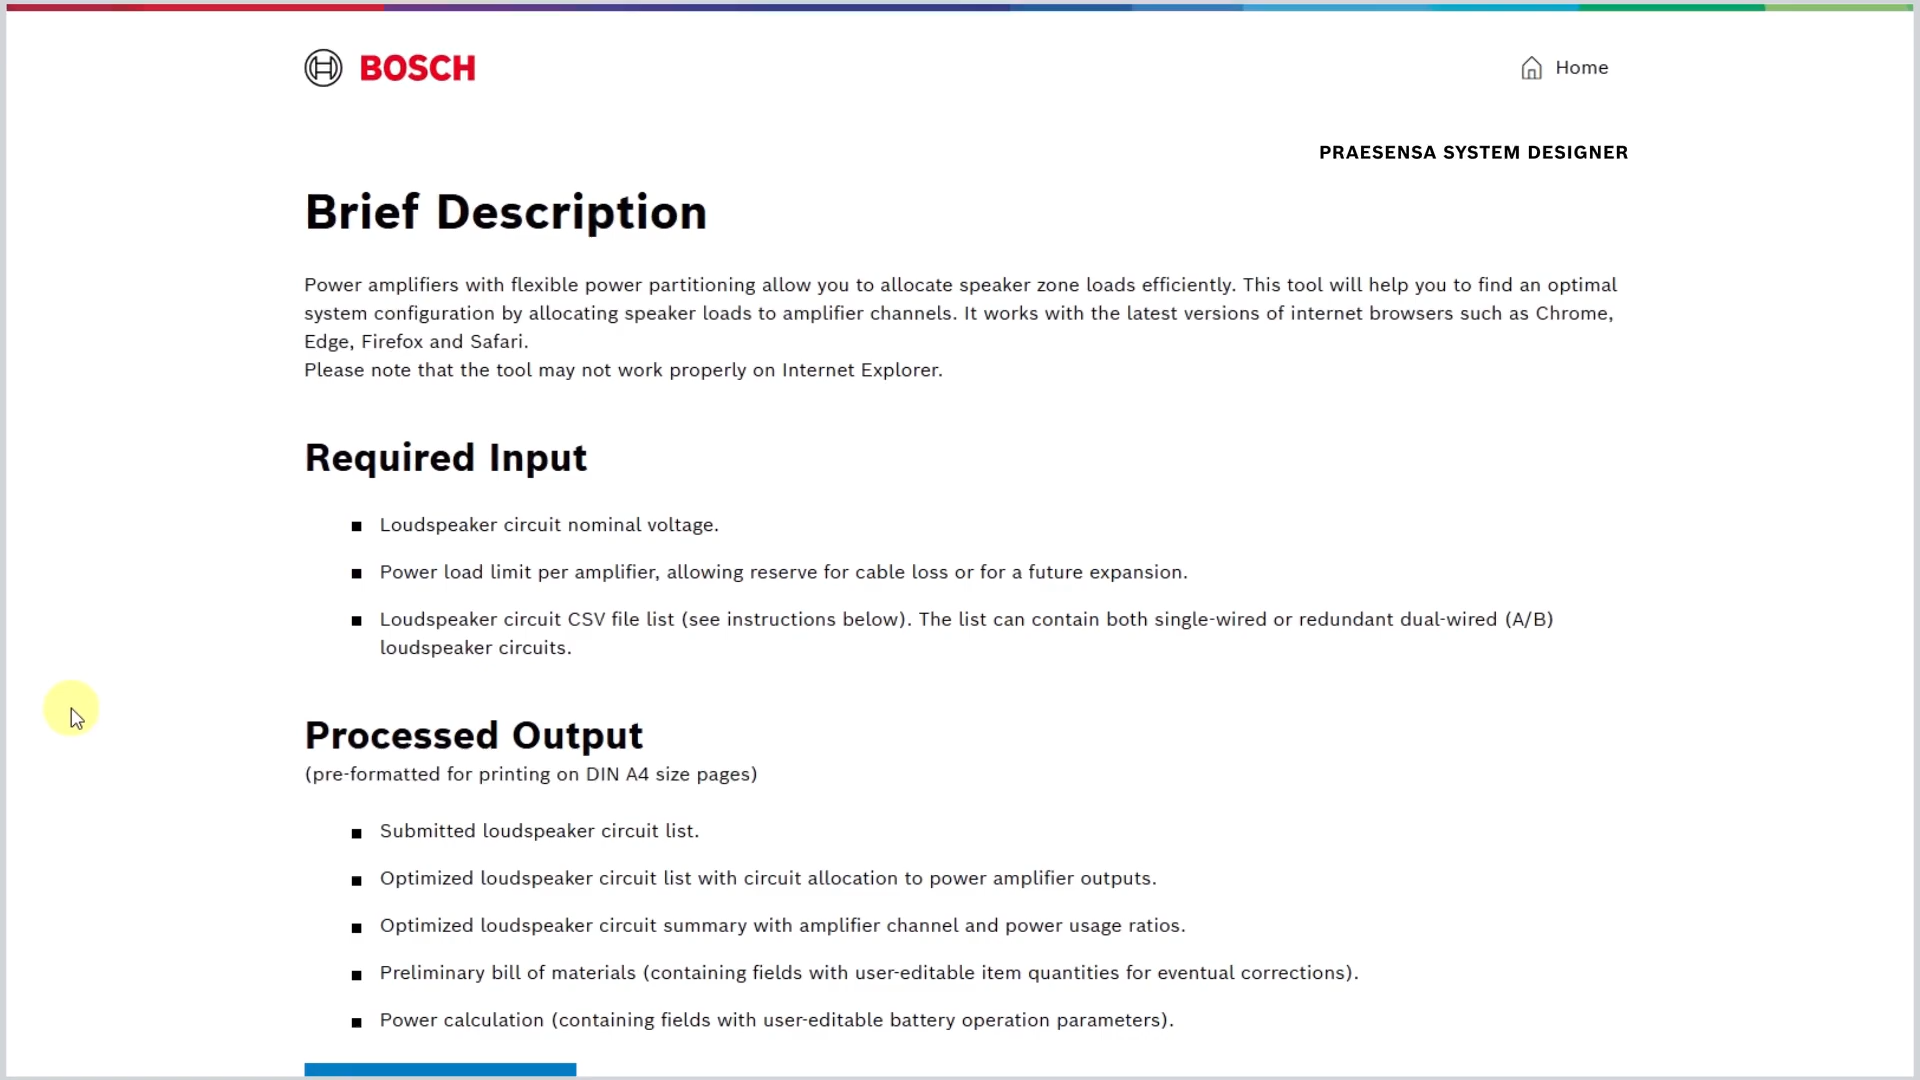 BOSCH
Home
PRAESENSA SYSTEM DESIGNER
Brief Description
Power amplifiers with flexible power partitioning allow you to allocate speaker zone loads efficiently. This tool will help you to find an optimal
system configuration by allocating speaker loads to amplifier channels. It works with the latest versions of internet browsers such as Chrome,
Edge, Firefox and Safari.
Please note that the tool may not work properly on Internet Explorer.
Required Input
Loudspeaker circuit nominal voltage.
Power load limit per amplifier, allowing reserve for cable loss or for a future expansion.
Loudspeaker circuit CSV file list (see instructions below). The list can contain both single-wired or redundant dual-wired (A/B)
loudspeaker circuits.
Processed Output
(pre-formatted for printing on DIN A4 size pages)
Submitted loudspeaker circuit list.
Optimized loudspeaker circuit list with circuit allocation to power amplifier outputs.
Optimized loudspeaker circuit summary with amplifier channel and power usage ratios.
Preliminary bill of materials (containing fields with user-editable item quantities for eventual corrections).
Power calculation (containing fields with user-editable battery operation parameters).